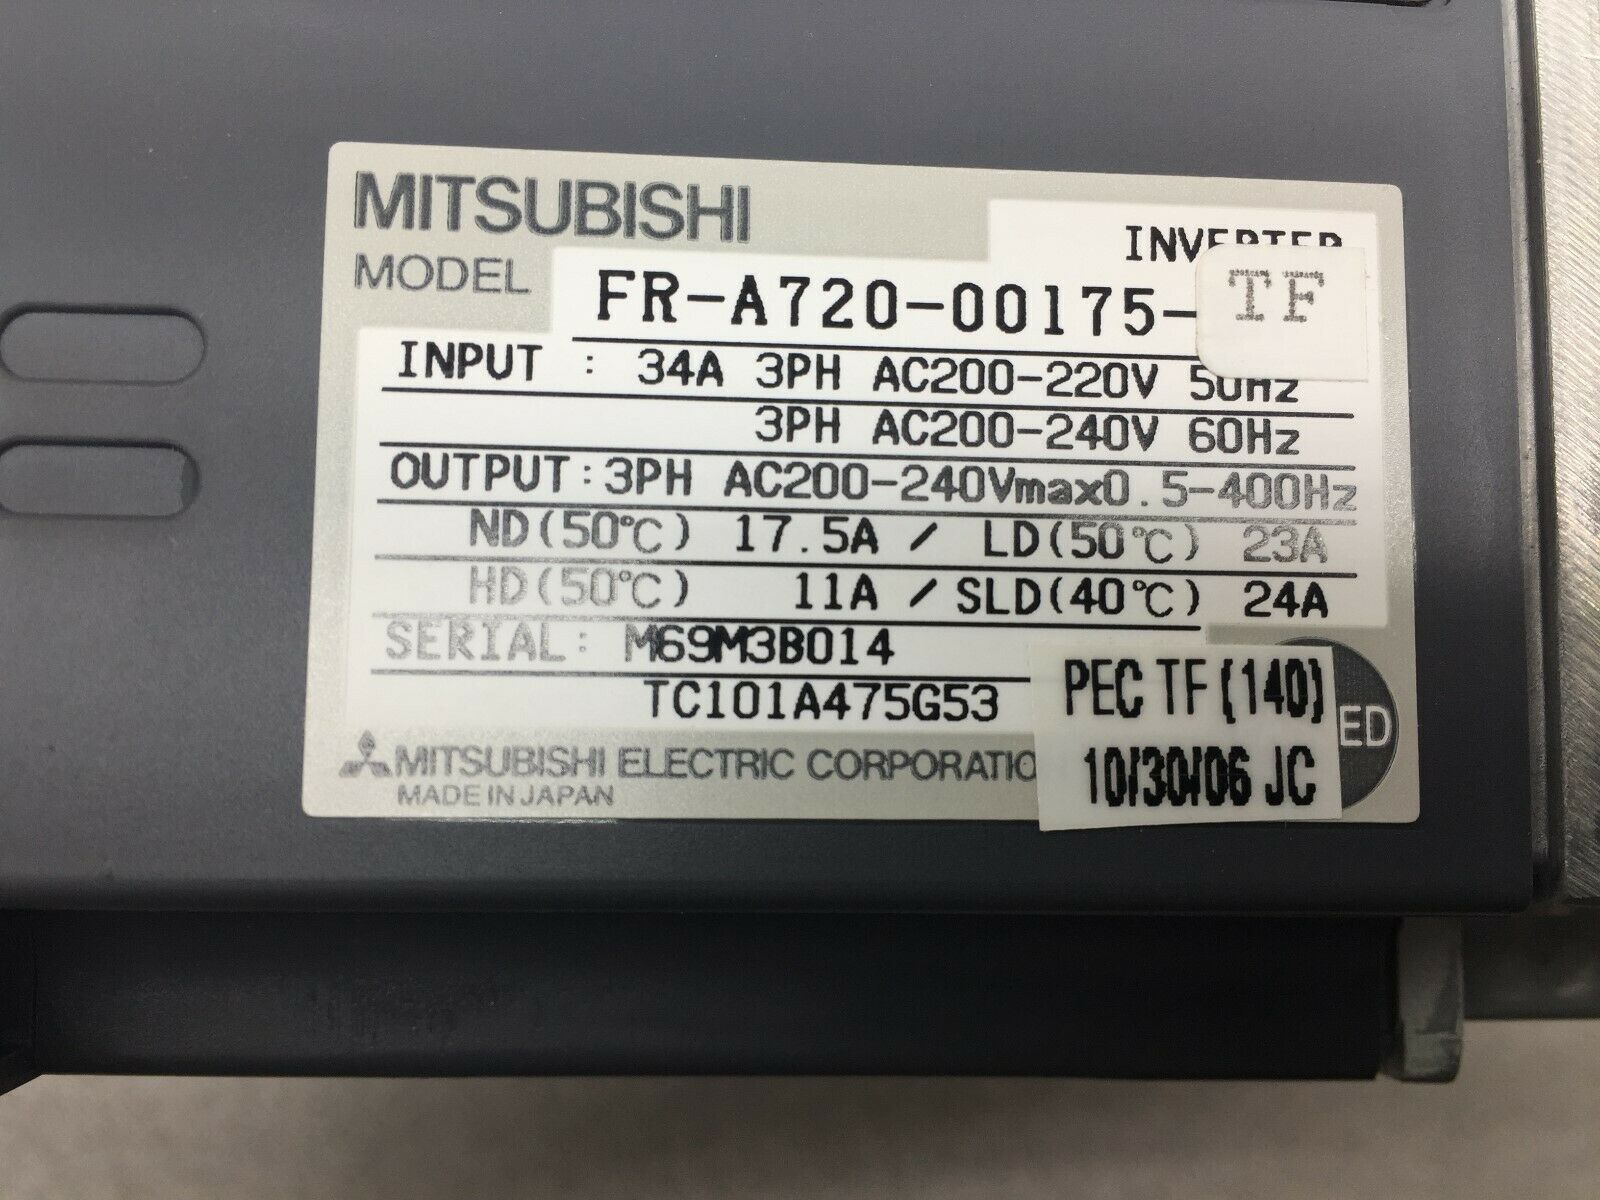 MITSUBISHI
INVERTER
MODEL FR-A720-00175-TF
INPUT : 34A 3PH AC200-220V 50Hz
3PH AC200-240V 60Hz
OUTPUT:3PH AC200-240Vmax0.5-400Hz
ND(50℃) 17.5A / LD(50℃) 23A
HD(50℃) 11A / SLD(40℃) 24A
SERIAL: M69M3B014
TC101A475G53
PEC TF (140)
10/30/06 JC
ED
MITSUBISHI ELECTRIC CORPORATIO
MADE IN JAPAN